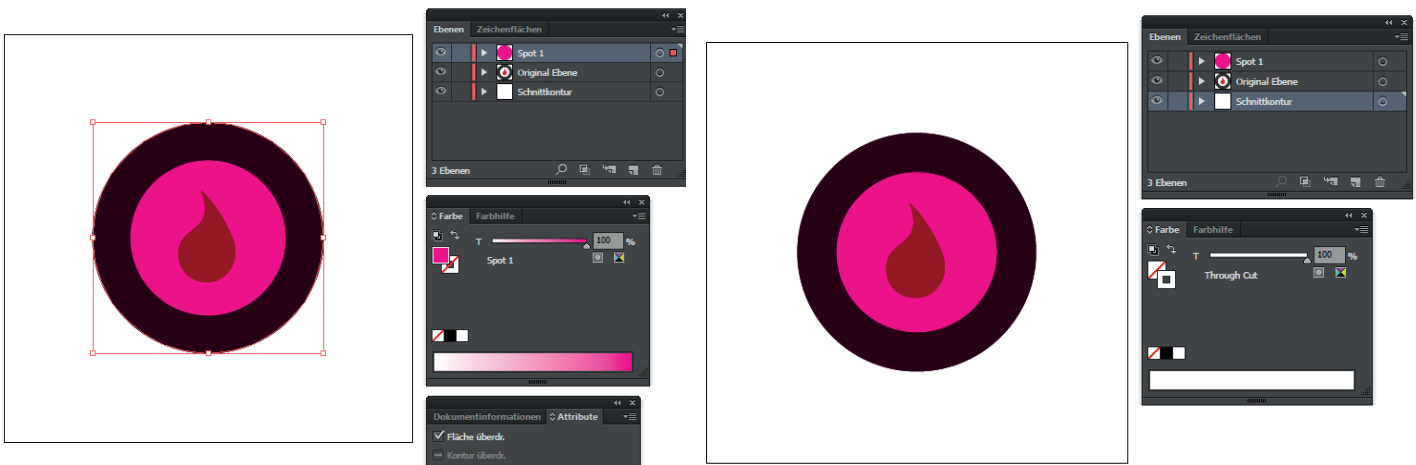 Ebenen Zeichenflächen
Spot 1
Original Ebene
Schnittkontur
3 Ebenen
Farbe Farbhilfe
T 100 %
Spot 1
Dokumentinformationen Attribute
Fläche überdr.
Kontur überdr.
Ebenen Zeichenflächen
Spot 1
Original Ebene
Schnittkontur
3 Ebenen
Farbe Farbhilfe
T 100 %
Through Cut